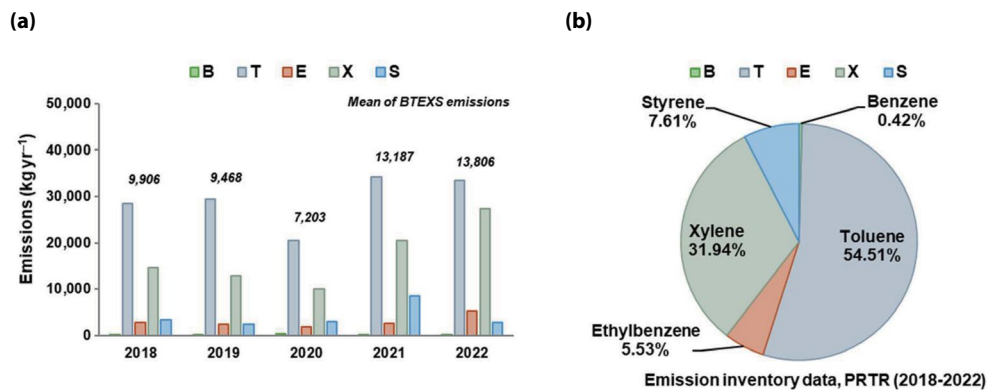 (a)
B T E X S
Mean of BTEXS emissions
Emissions (kg yr⁻¹)
50,000
40,000
30,000
20,000
10,000
0
9,906
9,468
7,203
13,187
13,806
2018 2019 2020 2021 2022
(b)
B T E X S
Styrene
7.61%
Benzene
0.42%
Xylene
31.94%
Toluene
54.51%
Ethylbenzene
5.53%
Emission inventory data, PRTR (2018-2022)